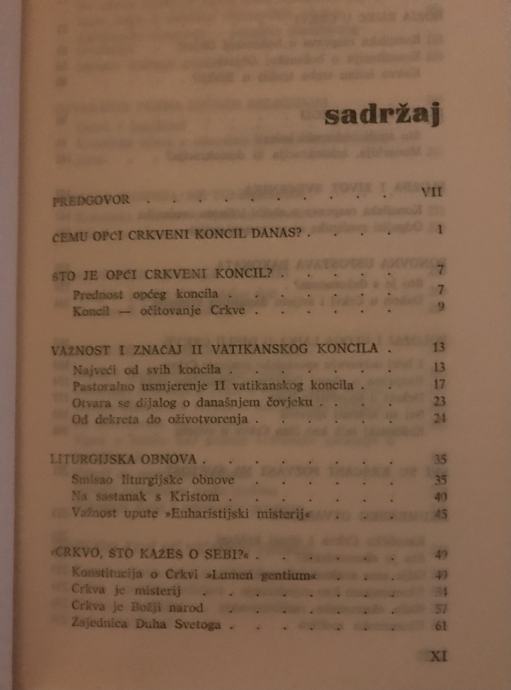 sadržaj
PREDGOVOR . . . . . . . . . . VII
ČEMU OPĆI CRKVENI KONCIL DANAS? . . . . 1
ŠTO JE OPĆI CRKVENI KONCIL? . . . . . 7
Prednost općeg koncila . . . . . . . 7
Koncil — očitovanje Crkve . . . . . . 9
VAŽNOST I ZNAČAJ II VATIKANSKOG KONCILA . 13
Najveći od svih koncila . . . . . . . 13
Pastoralno usmjerenje II vatikanskog koncila . . 17
Otvara se dijalog o današnjem čovjeku . . . . 23
Od dekreta do oživotvorenja . . . . . . 24
LITURGIJSKA OBNOVA . . . . . . . . 35
Smisao liturgijske obnove . . . . . . 35
Na sastanak s Kristom . . . . . . . 40
Važnost upute »Euharistijski misterij« . . . . 45
»CRKVO, ŠTO KAŽEŠ O SEBI?« . . . . . . 49
Konstitucija o Crkvi »Lumen gentium« . . . . 49
Crkva je misterij . . . . . . . .
Crkva je Božji narod . . . . . . . 57
Zajednica Duha Svetoga . . . . . . . 61
XI